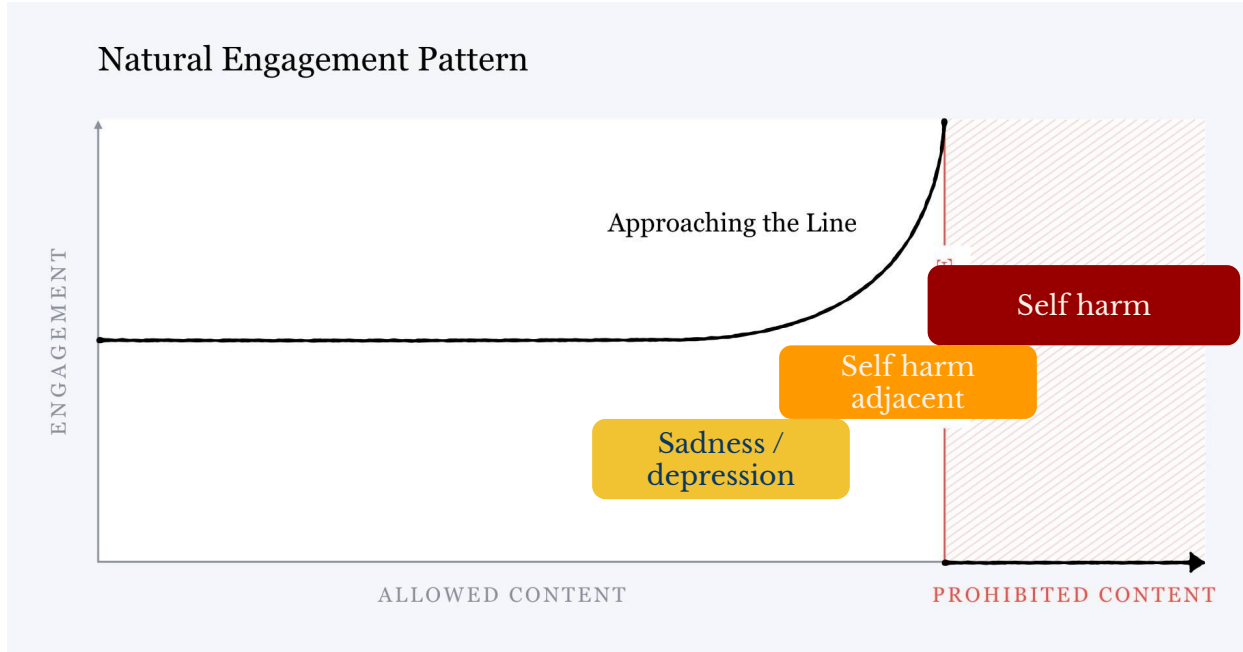 Natural Engagement Pattern
Approaching the Line
ENGAGEMENT
Self harm
Self harm
adjacent
Sadness /
depression
ALLOWED CONTENT
PROHIBITED CONTENT